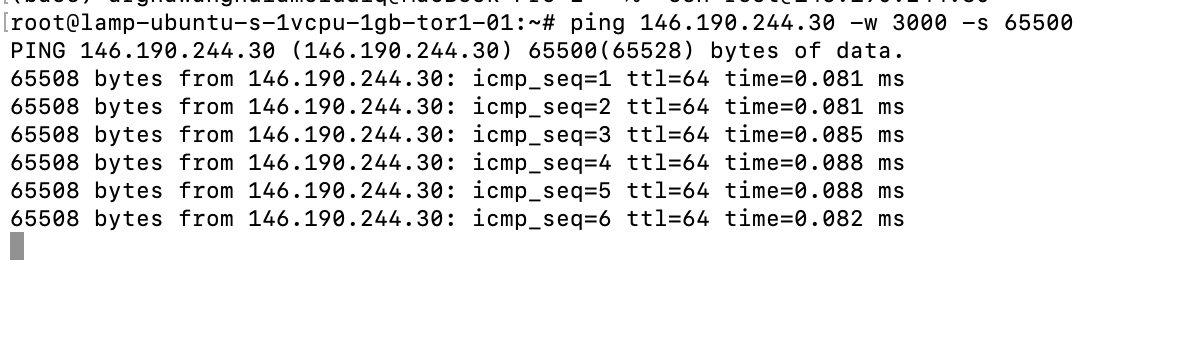 [root@lamp-ubuntu-s-1vcpu-1gb-tor1-01:~# ping 146.190.244.30 -w 3000 -s 65500
PING 146.190.244.30 (146.190.244.30) 65500(65528) bytes of data.
65508 bytes from 146.190.244.30: icmp_seq=1 ttl=64 time=0.081 ms
65508 bytes from 146.190.244.30: icmp_seq=2 ttl=64 time=0.081 ms
65508 bytes from 146.190.244.30: icmp_seq=3 ttl=64 time=0.085 ms
65508 bytes from 146.190.244.30: icmp_seq=4 ttl=64 time=0.088 ms
65508 bytes from 146.190.244.30: icmp_seq=5 ttl=64 time=0.088 ms
65508 bytes from 146.190.244.30: icmp_seq=6 ttl=64 time=0.082 ms